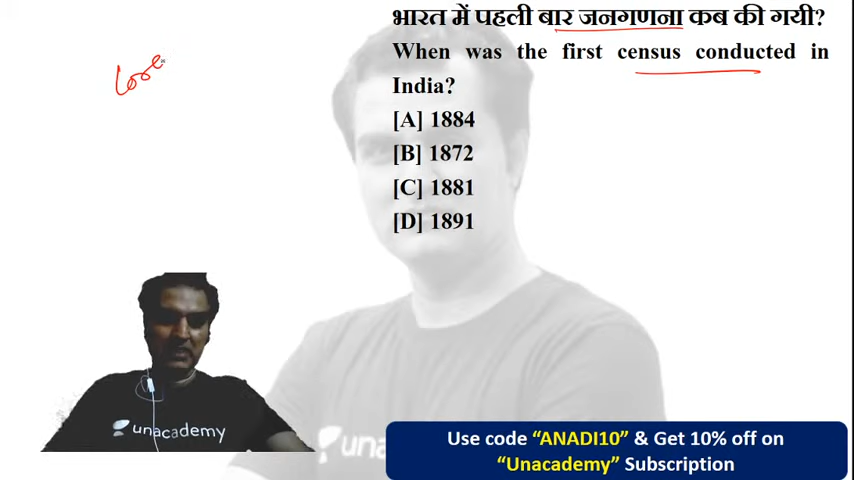 भारत में पहली बार जनगणना कब की गयी?
When was the first census conducted in
India?
[A] 1884
[B] 1872
[C] 1881
[D] 1891
unacademy
una
Use code “ANADI10” & Get 10% off on
“Unacademy” Subscription